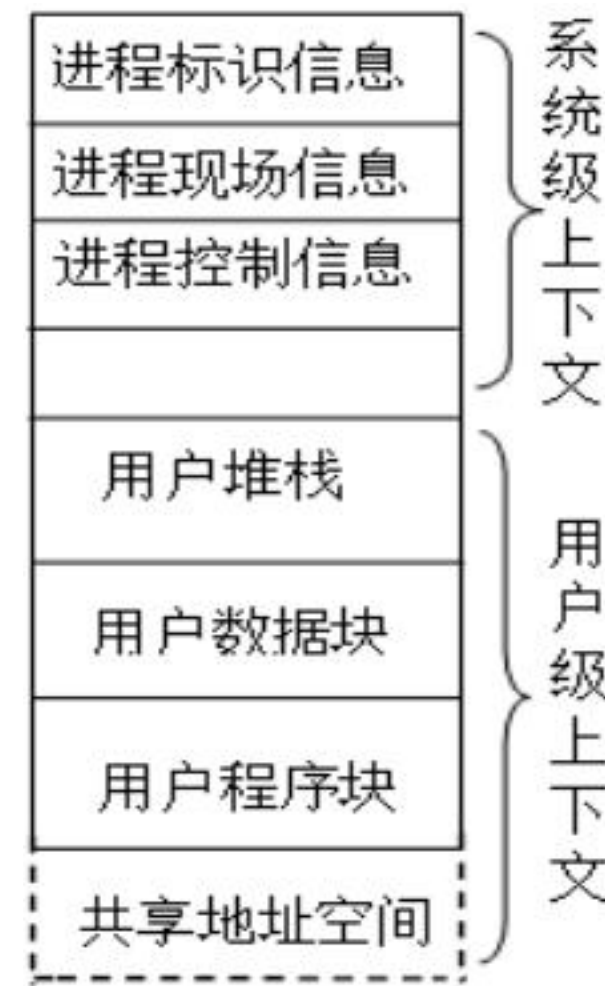 进程标识信息
进程现场信息
进程控制信息
系统级上下文
用户堆栈
用户数据块
用户程序块
共享地址空间
用户级上下文